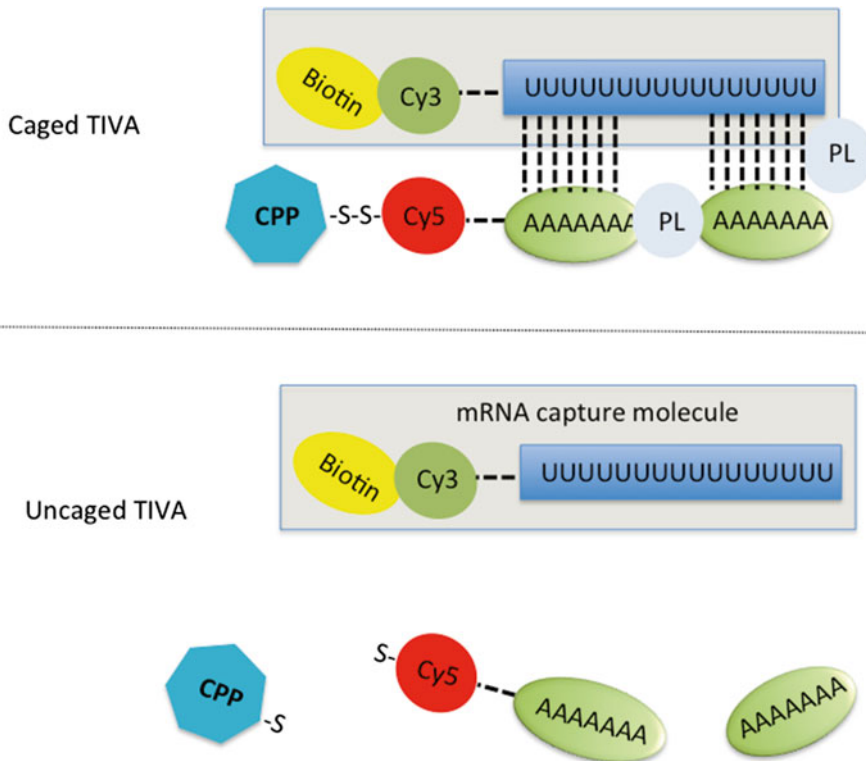 Biotin
Cy3
UUUUUUUUUUUUUUUU
Caged TIVA
PL
CPP
-S-S-
Cy5
AAAAAAA
PL
AAAAAAA
mRNA capture molecule
Biotin
Cy3
UUUUUUUUUUUUUUUU
Uncaged TIVA
CPP
-S
S-
Cy5
AAAAAAA
AAAAAAA